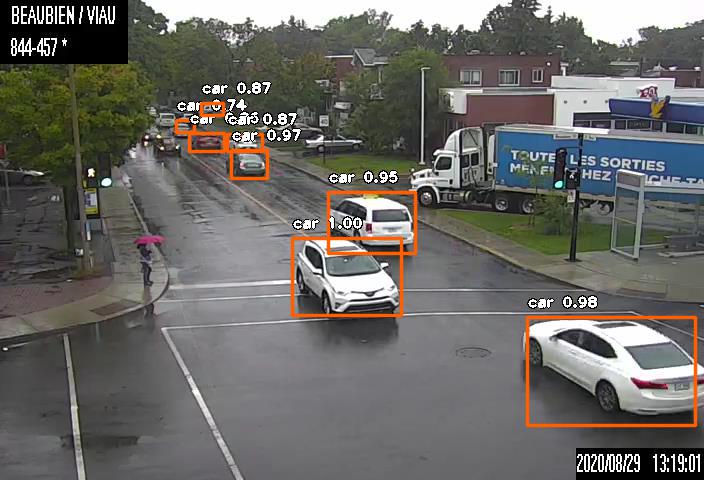 BEAUBIEN / VIAU
844-457 *
car 0.87
car 0.74
car 0.87
car 0.97
car 0.95
car 1.00
TOUTES LES SORTIES
car 0.98
2020/08/29 13:19:01